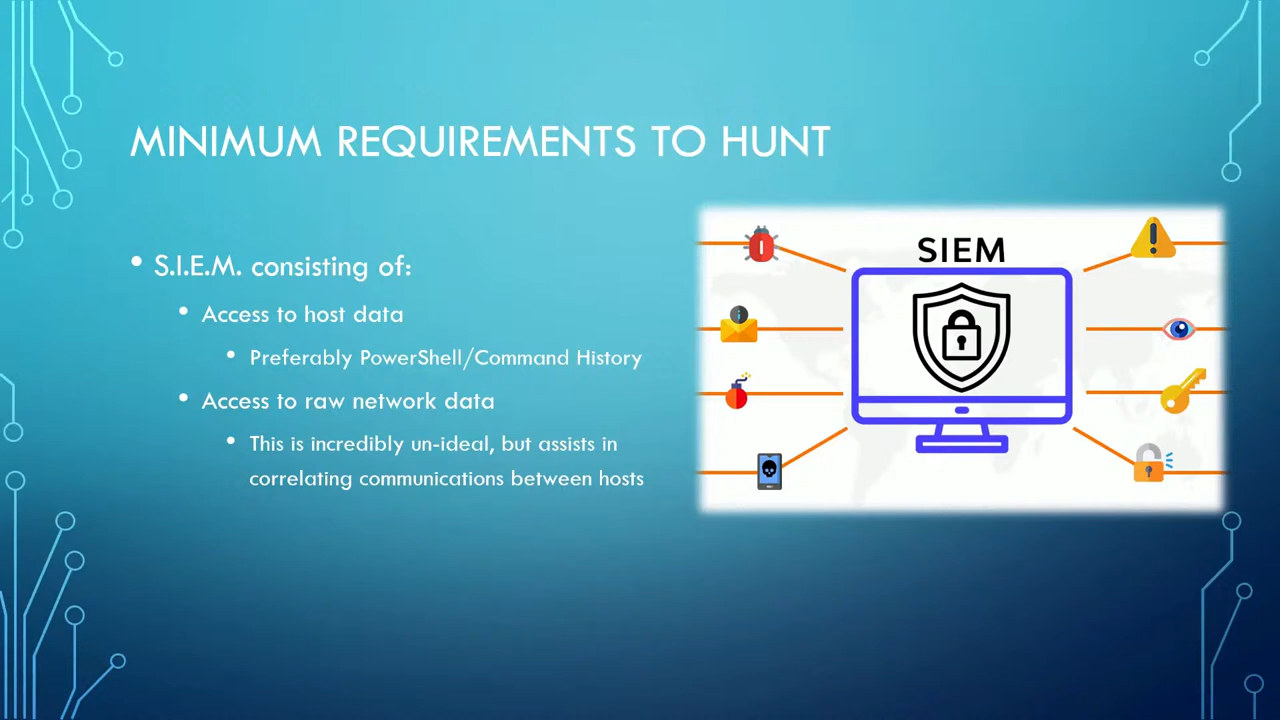 MINIMUM REQUIREMENTS TO HUNT
• S.I.E.M. consisting of:
• Access to host data
• Preferably PowerShell/Command History
• Access to raw network data
• This is incredibly un-ideal, but assists in
correlating communications between hosts
SIEM